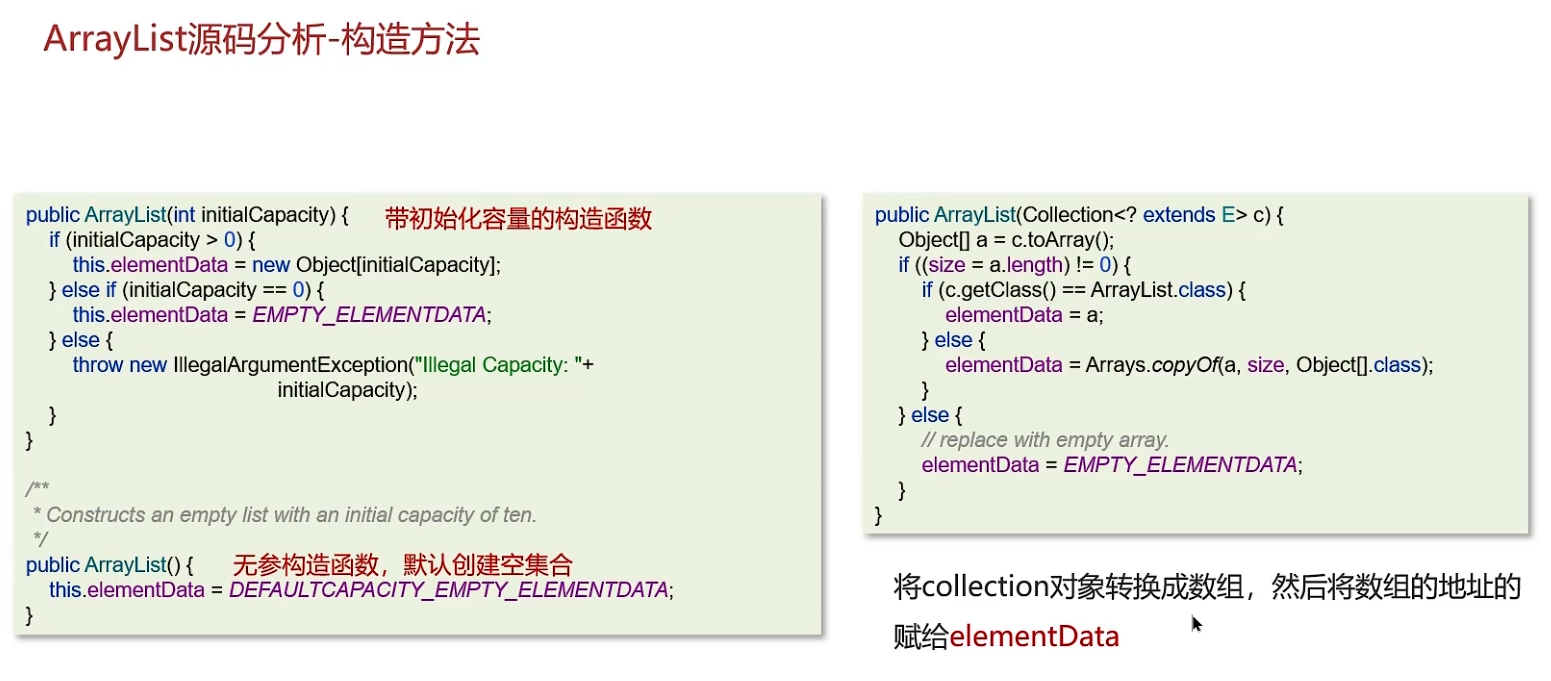 ArrayList源码分析-构造方法
public ArrayList(int initialCapacity) { 带初始化容量的构造函数
if (initialCapacity > 0) {
this.elementData = new Object[initialCapacity];
} else if (initialCapacity == 0) {
this.elementData = EMPTY_ELEMENTDATA;
} else {
throw new IllegalArgumentException("Illegal Capacity: "+
initialCapacity);
}
}
/**
* Constructs an empty list with an initial capacity of ten.
*/
public ArrayList() { 无参构造函数，默认创建空集合
this.elementData = DEFAULTCAPACITY_EMPTY_ELEMENTDATA;
}
public ArrayList(Collection<? extends E> c) {
Object[] a = c.toArray();
if ((size = a.length) != 0) {
if (c.getClass() == ArrayList.class) {
elementData = a;
} else {
elementData = Arrays.copyOf(a, size, Object[].class);
}
} else {
// replace with empty array.
elementData = EMPTY_ELEMENTDATA;
}
}
将collection对象转换成数组，然后将数组的地址的
赋给elementData